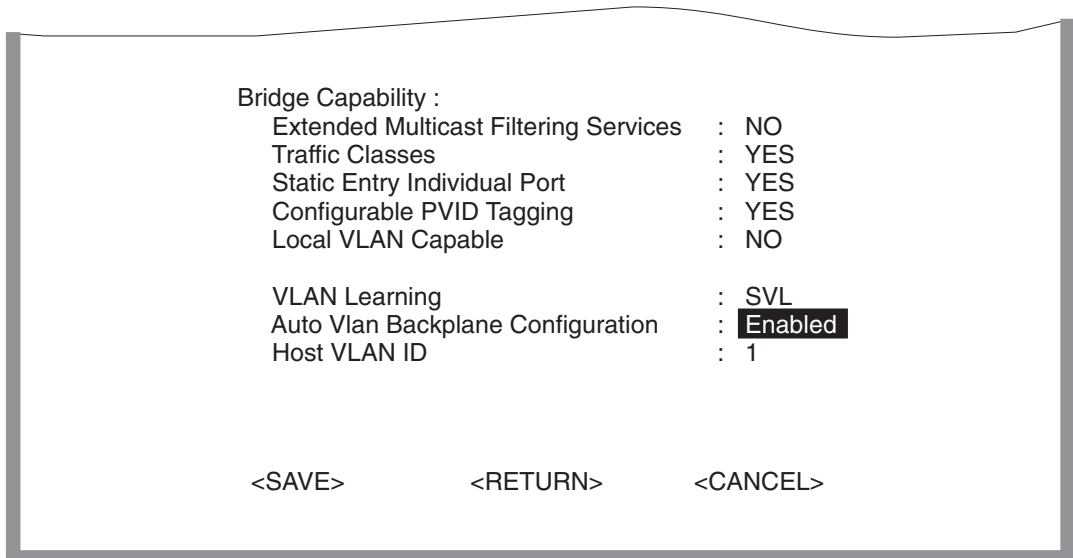 Bridge Capability :
Extended Multicast Filtering Services : NO
Traffic Classes : YES
Static Entry Individual Port : YES
Configurable PVID Tagging : YES
Local VLAN Capable : NO
VLAN Learning : SVL
Auto Vlan Backplane Configuration : Enabled
Host VLAN ID : 1
<SAVE> <RETURN> <CANCEL>